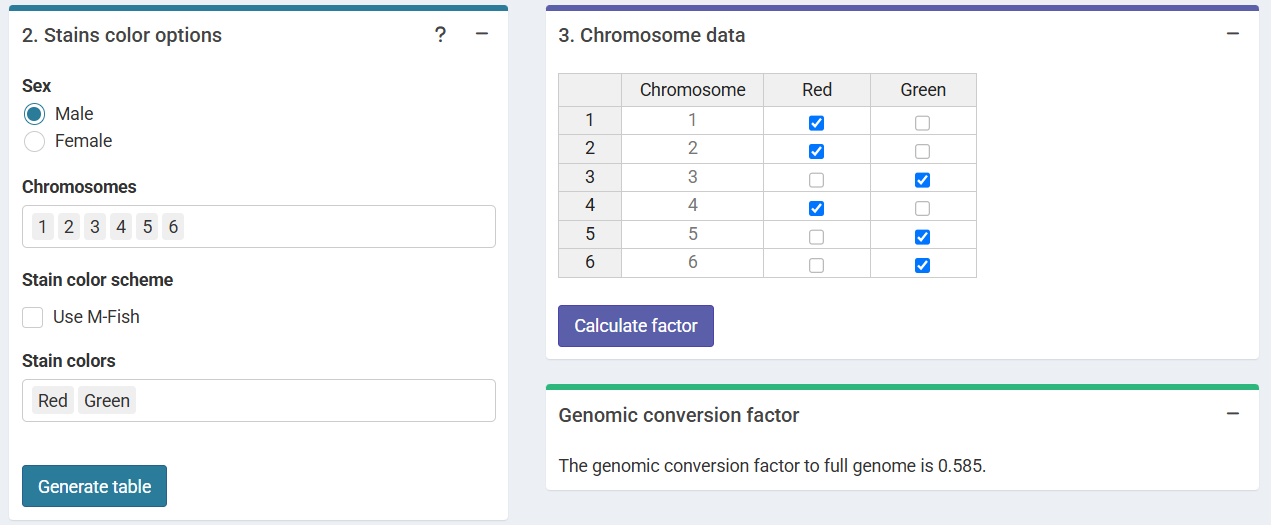 2. Stains color options
?
−
Sex
Male
Female
Chromosomes
1 2 3 4 5 6
Stain color scheme
Use M-Fish
Stain colors
Red Green
Generate table
3. Chromosome data
−
Chromosome Red Green
1 1
2 2
3 3
4 4
5 5
6 6
Calculate factor
Genomic conversion factor
−
The genomic conversion factor to full genome is 0.585.